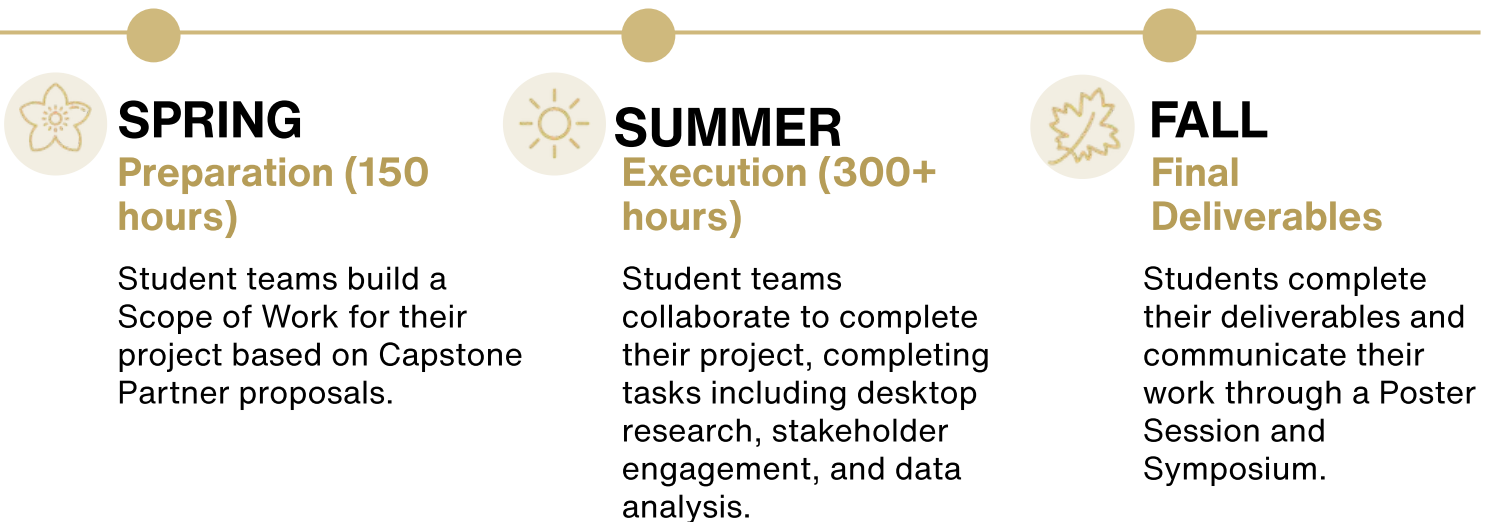 SPRING
Preparation (150
hours)
Student teams build a
Scope of Work for their
project based on Capstone
Partner proposals.
SUMMER
Execution (300+
hours)
Student teams
collaborate to complete
their project, completing
tasks including desktop
research, stakeholder
engagement, and data
analysis.
FALL
Final
Deliverables
Students complete
their deliverables and
communicate their
work through a Poster
Session and
Symposium.